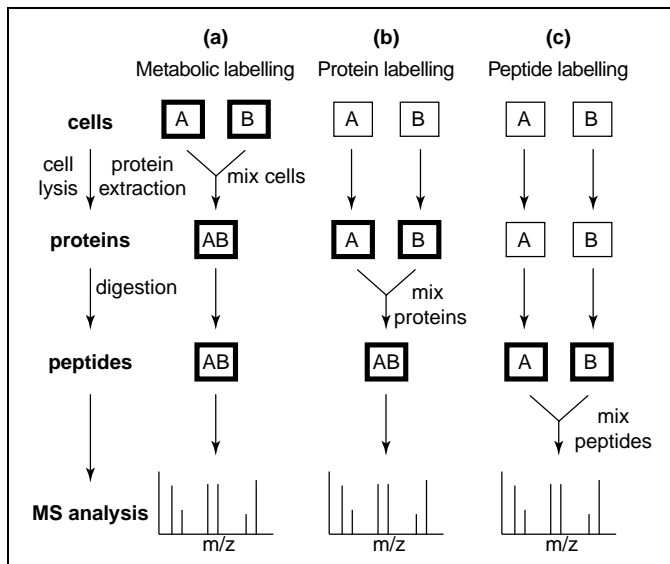 (a) (b) (c)
Metabolic labelling Protein labelling Peptide labelling
cells A B A B A B
cell
lysis
protein
extraction
mix cells
proteins AB A B A B
digestion
mix
proteins
peptides AB AB A B
mix
peptides
MS analysis
m/z m/z m/z